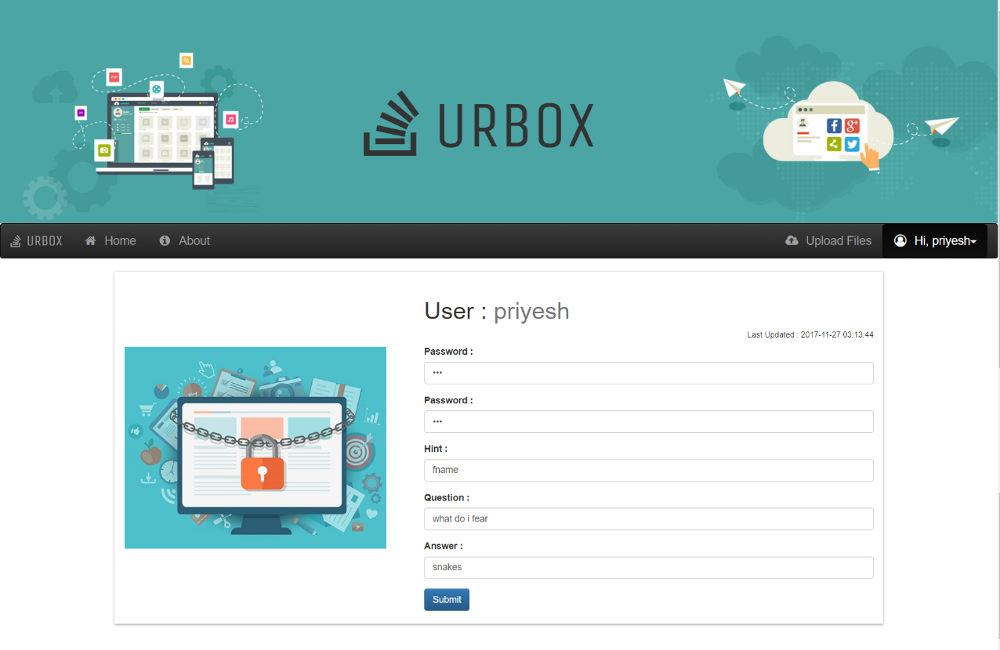 URBOX
URBOX Home About Upload Files Hi, priyesh
User : priyesh
Last Updated : 2017-11-27 03:13:44
Password :
•••
Password :
•••
Hint :
fname
Question :
what do i fear
Answer :
snakes
Submit